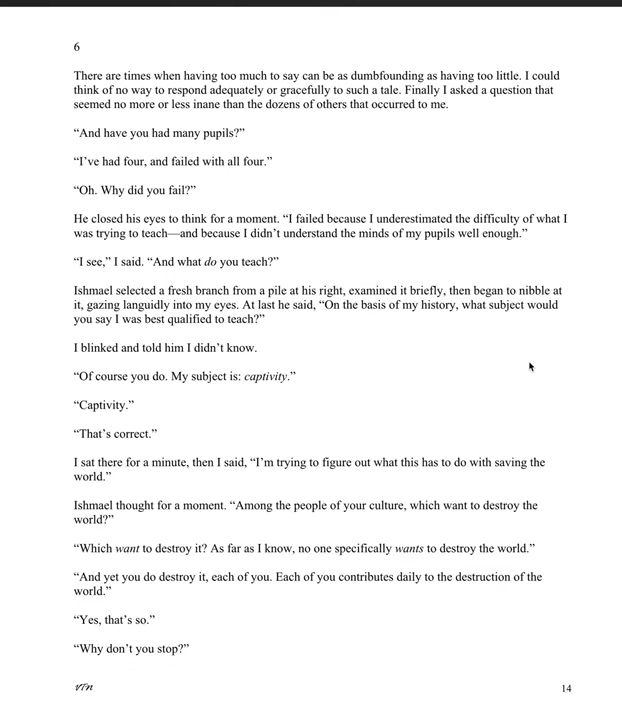 6
There are times when having too much to say can be as dumbfounding as having too little. I could
think of no way to respond adequately or gracefully to such a tale. Finally I asked a question that
seemed no more or less inane than the dozens of others that occurred to me.
“And have you had many pupils?”
“I’ve had four, and failed with all four.”
“Oh. Why did you fail?”
He closed his eyes to think for a moment. “I failed because I underestimated the difficulty of what I
was trying to teach—and because I didn’t understand the minds of my pupils well enough.”
“I see,” I said. “And what do you teach?”
Ishmael selected a fresh branch from a pile at his right, examined it briefly, then began to nibble at
it, gazing languidly into my eyes. At last he said, “On the basis of my history, what subject would
you say I was best qualified to teach?”
I blinked and told him I didn’t know.
“Of course you do. My subject is: captivity.”
“Captivity.”
“That’s correct.”
I sat there for a minute, then I said, “I’m trying to figure out what this has to do with saving the
world.”
Ishmael thought for a moment. “Among the people of your culture, which want to destroy the
world?”
“Which want to destroy it? As far as I know, no one specifically wants to destroy the world.”
“And yet you do destroy it, each of you. Each of you contributes daily to the destruction of the
world.”
“Yes, that’s so.”
“Why don’t you stop?”
14